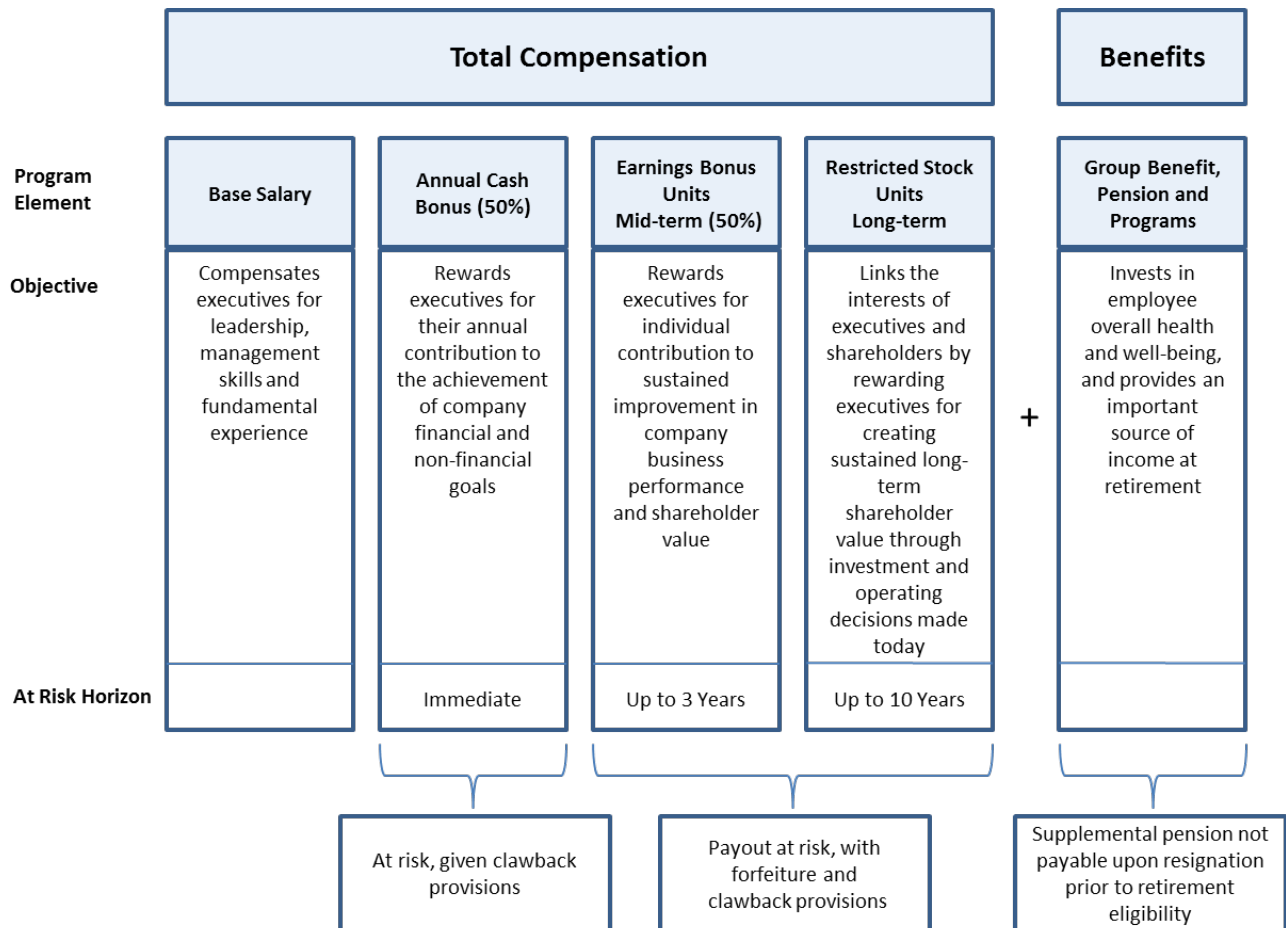 Total Compensation
Benefits
Program
Element
Base Salary
Annual Cash
Bonus (50%)
Earnings Bonus
Units
Mid-term (50%)
Restricted Stock
Units
Long-term
Group Benefit,
Pension and
Programs
Objective
Compensates
executives for
leadership,
management
skills and
fundamental
experience
Rewards
executives for
their annual
contribution to
the achievement
of company
financial and
non-financial
goals
Rewards
executives for
individual
contribution to
sustained
improvement in
company
business
performance
and shareholder
value
Links the
interests of
executives and
shareholders by
rewarding
executives for
creating
sustained long-
term
shareholder
value through
investment and
operating
decisions made
today
+
Invests in
employee
overall health
and well-being,
and provides an
important
source of
income at
retirement
At Risk Horizon
Immediate
Up to 3 Years
Up to 10 Years
At risk, given clawback
provisions
Payout at risk, with
forfeiture and
clawback provisions
Supplemental pension not
payable upon resignation
prior to retirement
eligibility